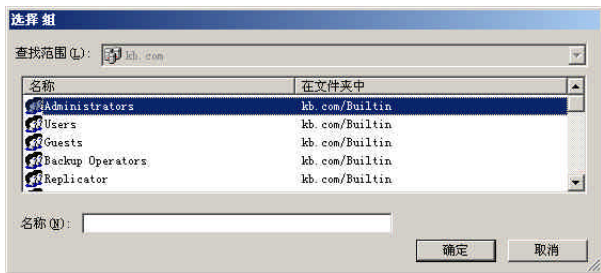 选择 组
查找范围(L): kb.com
名称 在文件夹中
Administrators kb.com/Builtin
Users kb.com/Builtin
Guests kb.com/Builtin
Backup Operators kb.com/Builtin
Replicator kb.com/Builtin
名称(N):
确定 取消